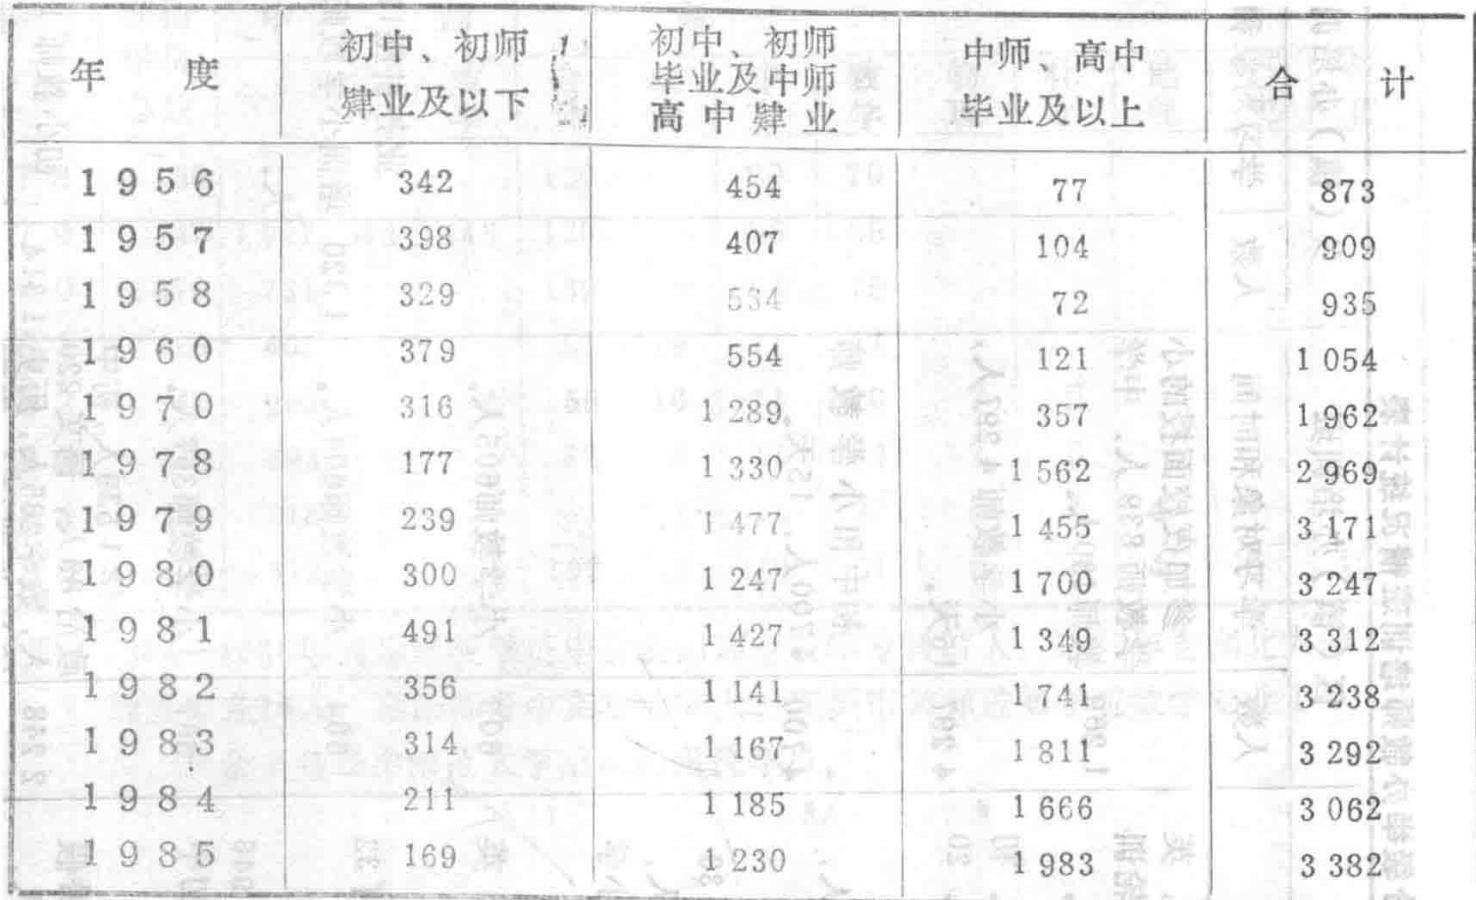 年 度 初中、初师 肄业及以下 初中、初师 毕业及中师 高中肄业 中师、高中 毕业及以上 合 计
1956 342 454 77 873
1957 398 407 104 909
1958 329 534 72 935
1960 379 554 121 1 054
1970 316 1 289 357 1 962
1978 177 1 330 1 562 2 969
1979 239 1 477 1 455 3 171
1980 300 1 247 1 700 3 247
1981 491 1 427 1 349 3 312
1982 356 1 141 1 741 3 238
1983 314 1 167 1 811 3 292
1984 211 1 185 1 666 3 062
1985 169 1 230 1 983 3 382